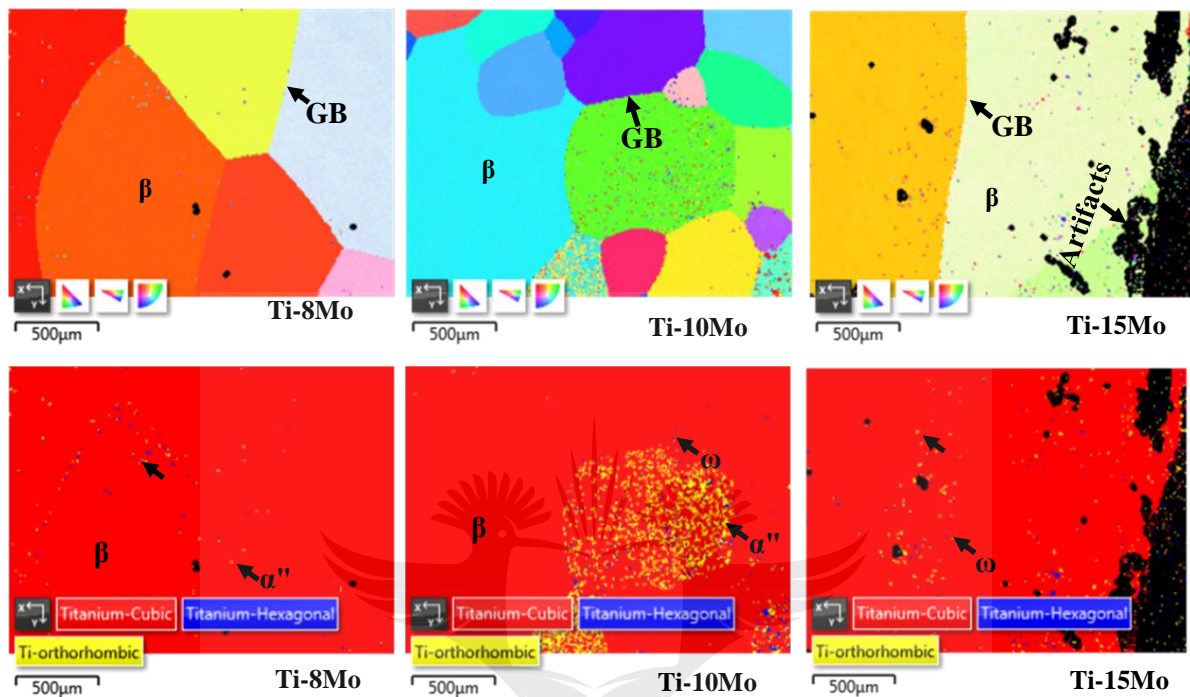 GB
β
X
Y
500μm
Ti-8Mo
GB
β
X
Y
500μm
Ti-10Mo
GB
β
Artifacts
X
Y
500μm
Ti-15Mo
β
α"
X
Y
Titanium-Cubic
Titanium-Hexagonal
Ti-orthorhombic
500μm
Ti-8Mo
ω
β
α"
X
Y
Titanium-Cubic
Titanium-Hexagonal
Ti-orthorhombic
500μm
Ti-10Mo
ω
X
Y
Titanium-Cubic
Titanium-Hexagonal
Ti-orthorhombic
500μm
Ti-15Mo